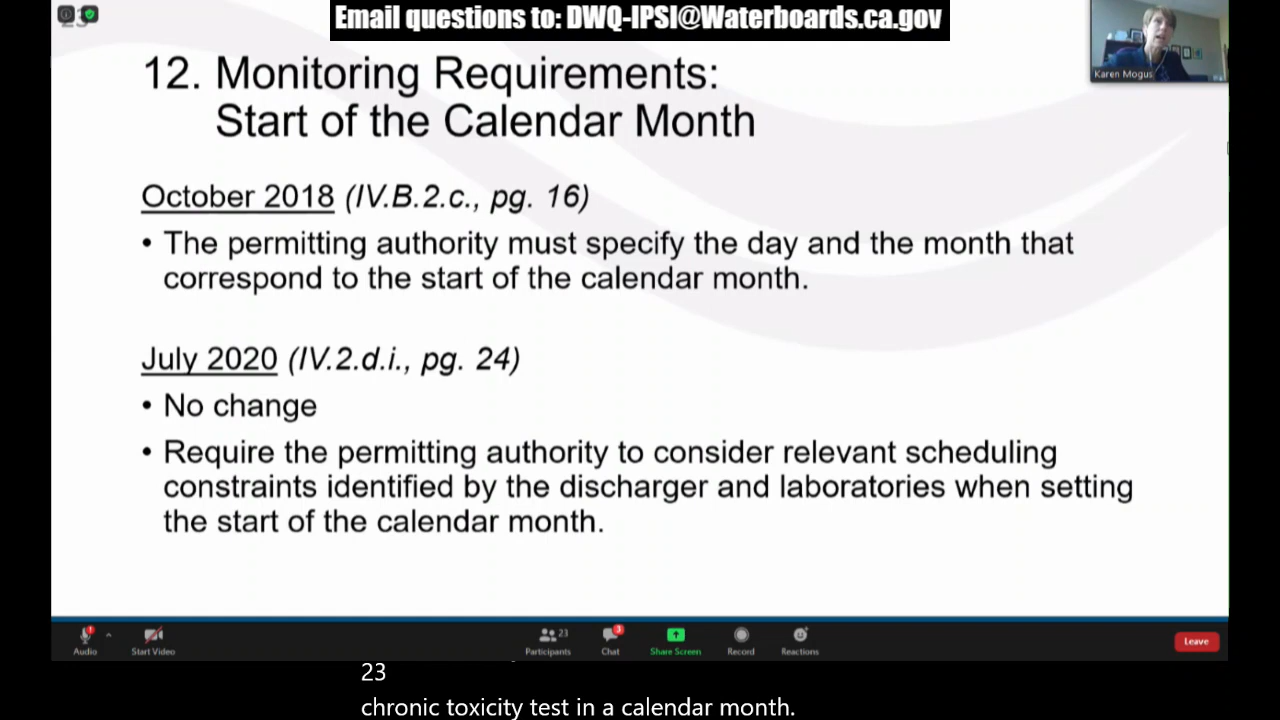 Email questions to: DWQ-IPSI@Waterboards.ca.gov
Karen Mogus
12. Monitoring Requirements:
Start of the Calendar Month
October 2018 (IV.B.2.c., pg. 16)
• The permitting authority must specify the day and the month that
correspond to the start of the calendar month.
July 2020 (IV.2.d.i., pg. 24)
• No change
• Require the permitting authority to consider relevant scheduling
constraints identified by the discharger and laboratories when setting
the start of the calendar month.
Audio
Start Video
Participants
23
Chat
3
Share Screen
Record
Reactions
Leave
23
chronic toxicity test in a calendar month.